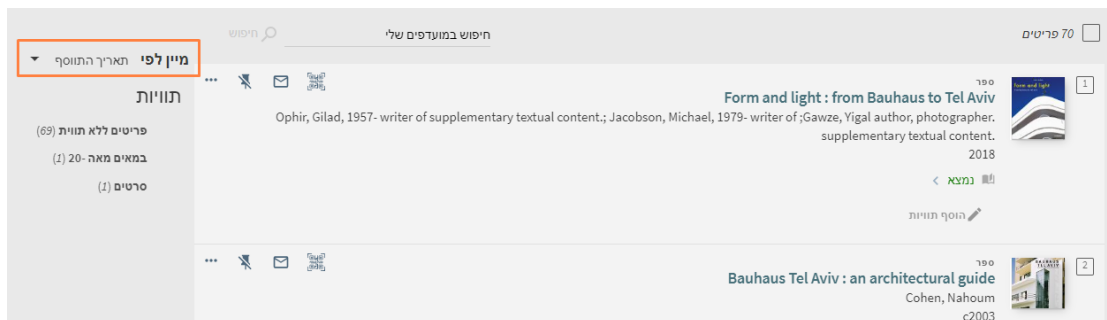 70 פריטים
חיפוש במועדפים שלי
חיפוש
מיין לפי תאריך התווסף
תוויות
פריטים ללא תווית (69)
במאים מאה -20 (1)
סרטים (1)
1
ספר
Form and light : from Bauhaus to Tel Aviv
Ophir, Gilad, 1957- writer of supplementary textual content.; Jacobson, Michael, 1979- writer of ;Gawze, Yigal author, photographer.
supplementary textual content.
2018
נמצא
הוסף תוויות
2
ספר
Bauhaus Tel Aviv : an architectural guide
Cohen, Nahoum
c2003